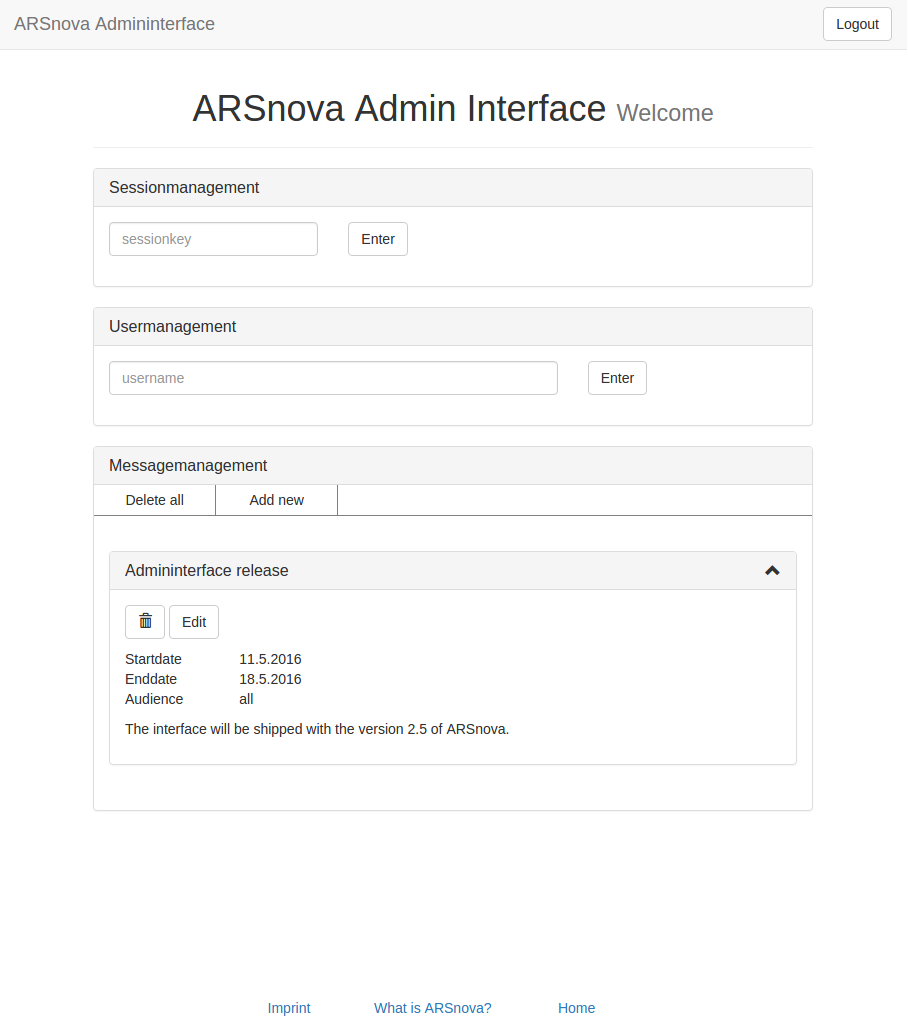 ARSnova Admininterface Logout
ARSnova Admin Interface Welcome
Sessionmanagement
sessionkey Enter
Usermanagement
username Enter
Messagemanagement
Delete all Add new
Admininterface release
Edit
Startdate 11.5.2016
Enddate 18.5.2016
Audience all
The interface will be shipped with the version 2.5 of ARSnova.
Imprint What is ARSnova? Home